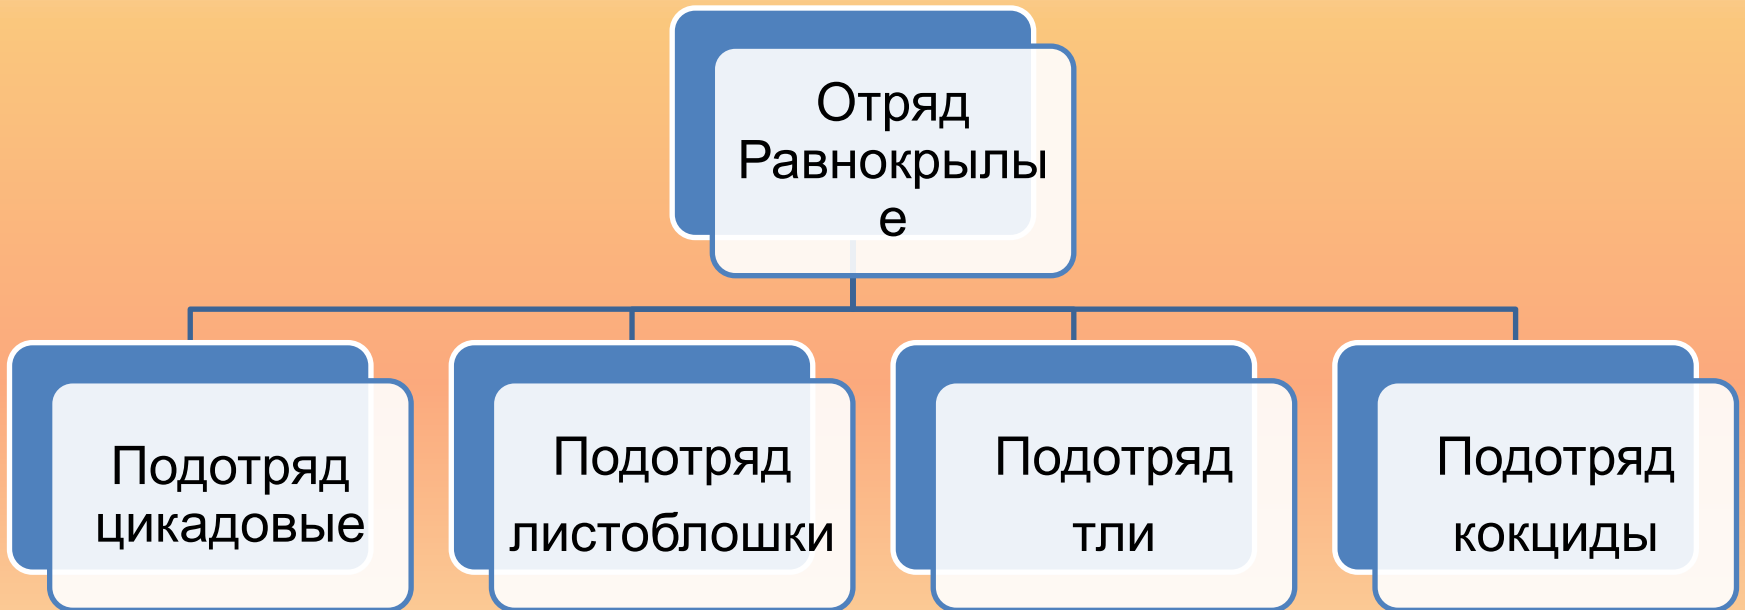 Отряд
Равнокрылы
е
Подотряд
цикадовые
Подотряд
листоблошки
Подотряд
тли
Подотряд
кокциды